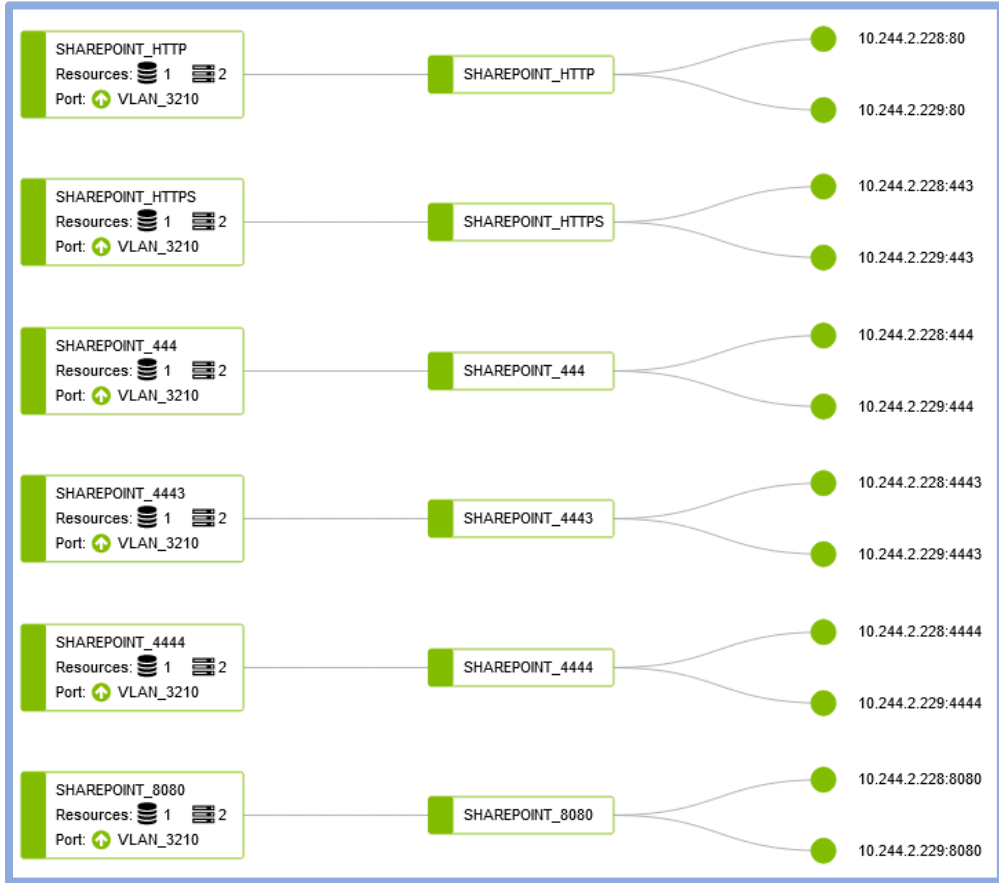 SHAREPOINT_HTTP
Resources: 1 2
Port: VLAN_3210
SHAREPOINT_HTTP
10.244.2.228:80
10.244.2.229:80
SHAREPOINT_HTTPS
Resources: 1 2
Port: VLAN_3210
SHAREPOINT_HTTPS
10.244.2.228:443
10.244.2.229:443
SHAREPOINT_444
Resources: 1 2
Port: VLAN_3210
SHAREPOINT_444
10.244.2.228:444
10.244.2.229:444
SHAREPOINT_4443
Resources: 1 2
Port: VLAN_3210
SHAREPOINT_4443
10.244.2.228:4443
10.244.2.229:4443
SHAREPOINT_4444
Resources: 1 2
Port: VLAN_3210
SHAREPOINT_4444
10.244.2.228:4444
10.244.2.229:4444
SHAREPOINT_8080
Resources: 1 2
Port: VLAN_3210
SHAREPOINT_8080
10.244.2.228:8080
10.244.2.229:8080